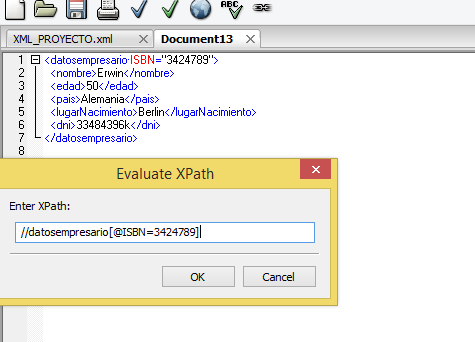 ABC
XML_PROYECTO.xml Document13
1 <datosempresario ISBN="3424789">
2 <nombre>Erwin</nombre>
3 <edad>50</edad>
4 <pais>Alemania</pais>
5 <lugarNacimiento>Berlin</lugarNacimiento>
6 <dni>33484396k</dni>
7 </datosempresario>
8
Evaluate XPath
Enter XPath:
//datosempresario[@ISBN=3424789]
OK Cancel